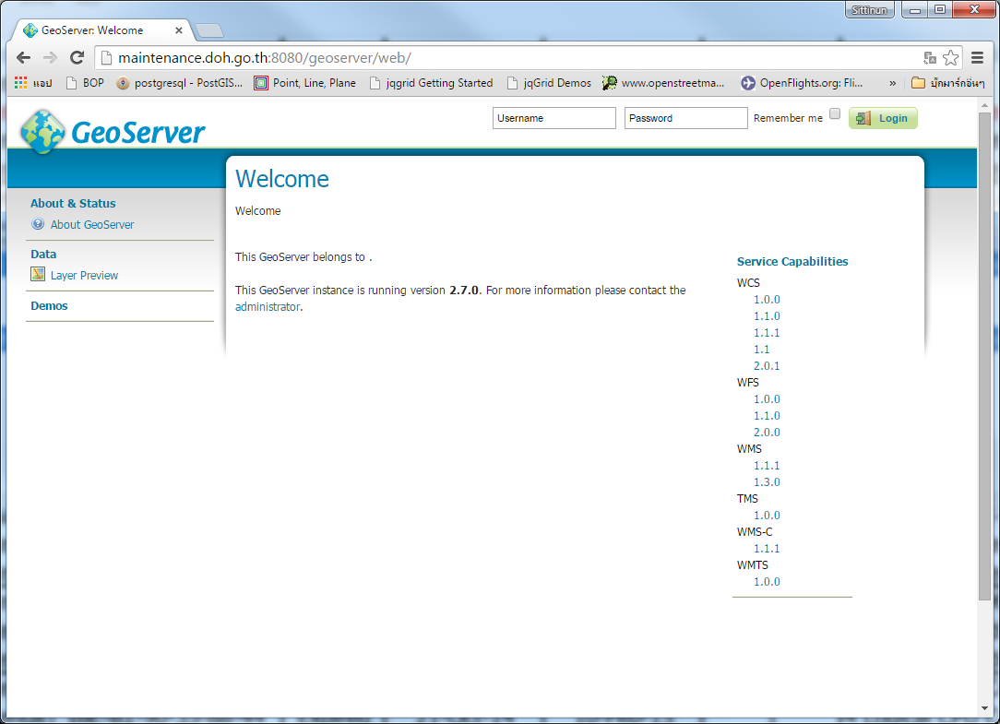 Sittinun
GeoServer: Welcome
maintenance.doh.go.th:8080/geoserver/web/
แอป
BOP
postgresql - PostGIS...
Point, Line, Plane
jqgrid Getting Started
jqGrid Demos
www.openstreetma...
OpenFlights.org: Fli...
»
บุ๊กมาร์กอื่นๆ
GeoServer
Username
Password
Remember me
Login
About & Status
About GeoServer
Data
Layer Preview
Demos
Welcome
Welcome
This GeoServer belongs to .
This GeoServer instance is running version 2.7.0. For more information please contact the
administrator.
Service Capabilities
WCS
1.0.0
1.1.0
1.1.1
1.1
2.0.1
WFS
1.0.0
1.1.0
2.0.0
WMS
1.1.1
1.3.0
TMS
1.0.0
WMS-C
1.1.1
WMTS
1.0.0